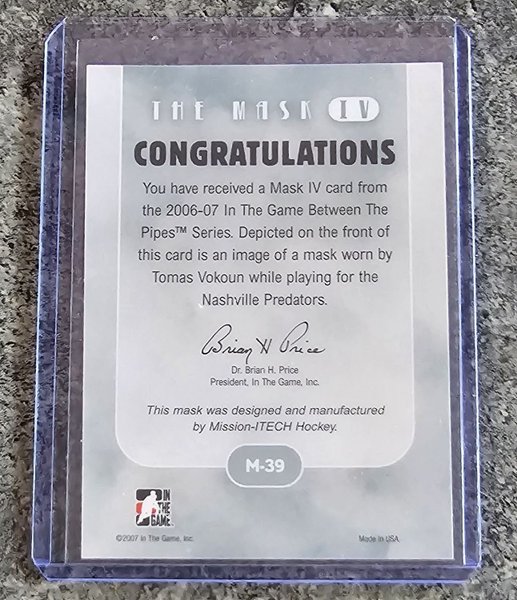 THE MASK IV
CONGRATULATIONS
You have received a Mask IV card from
the 2006-07 In The Game Between The
Pipes™ Series. Depicted on the front of
this card is an image of a mask worn by
Tomas Vokoun while playing for the
Nashville Predators.
Brian H Price
Dr. Brian H. Price
President, In The Game, Inc.
This mask was designed and manufactured
by Mission-ITECH Hockey.
M-39
IN
THE
GAME
©2007 In The Game, Inc.
Made in USA.